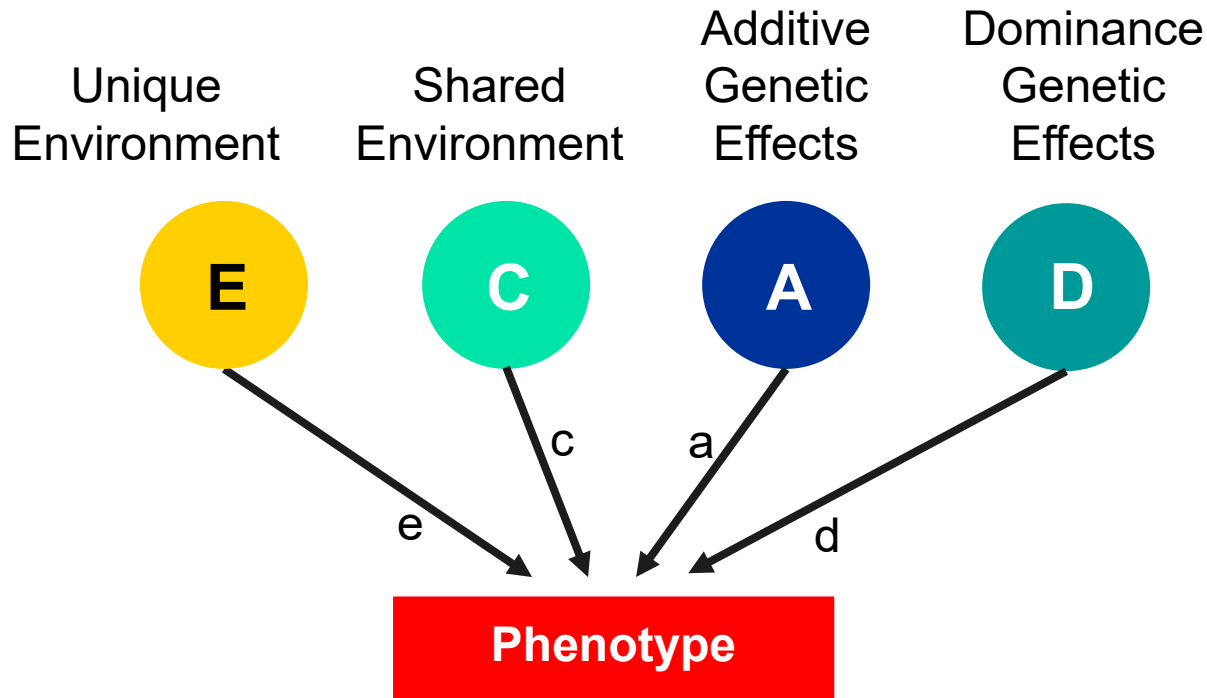 Unique
Environment
Shared
Environment
Additive
Genetic
Effects
Dominance
Genetic
Effects
E
C
A
D
e
c
a
d
Phenotype